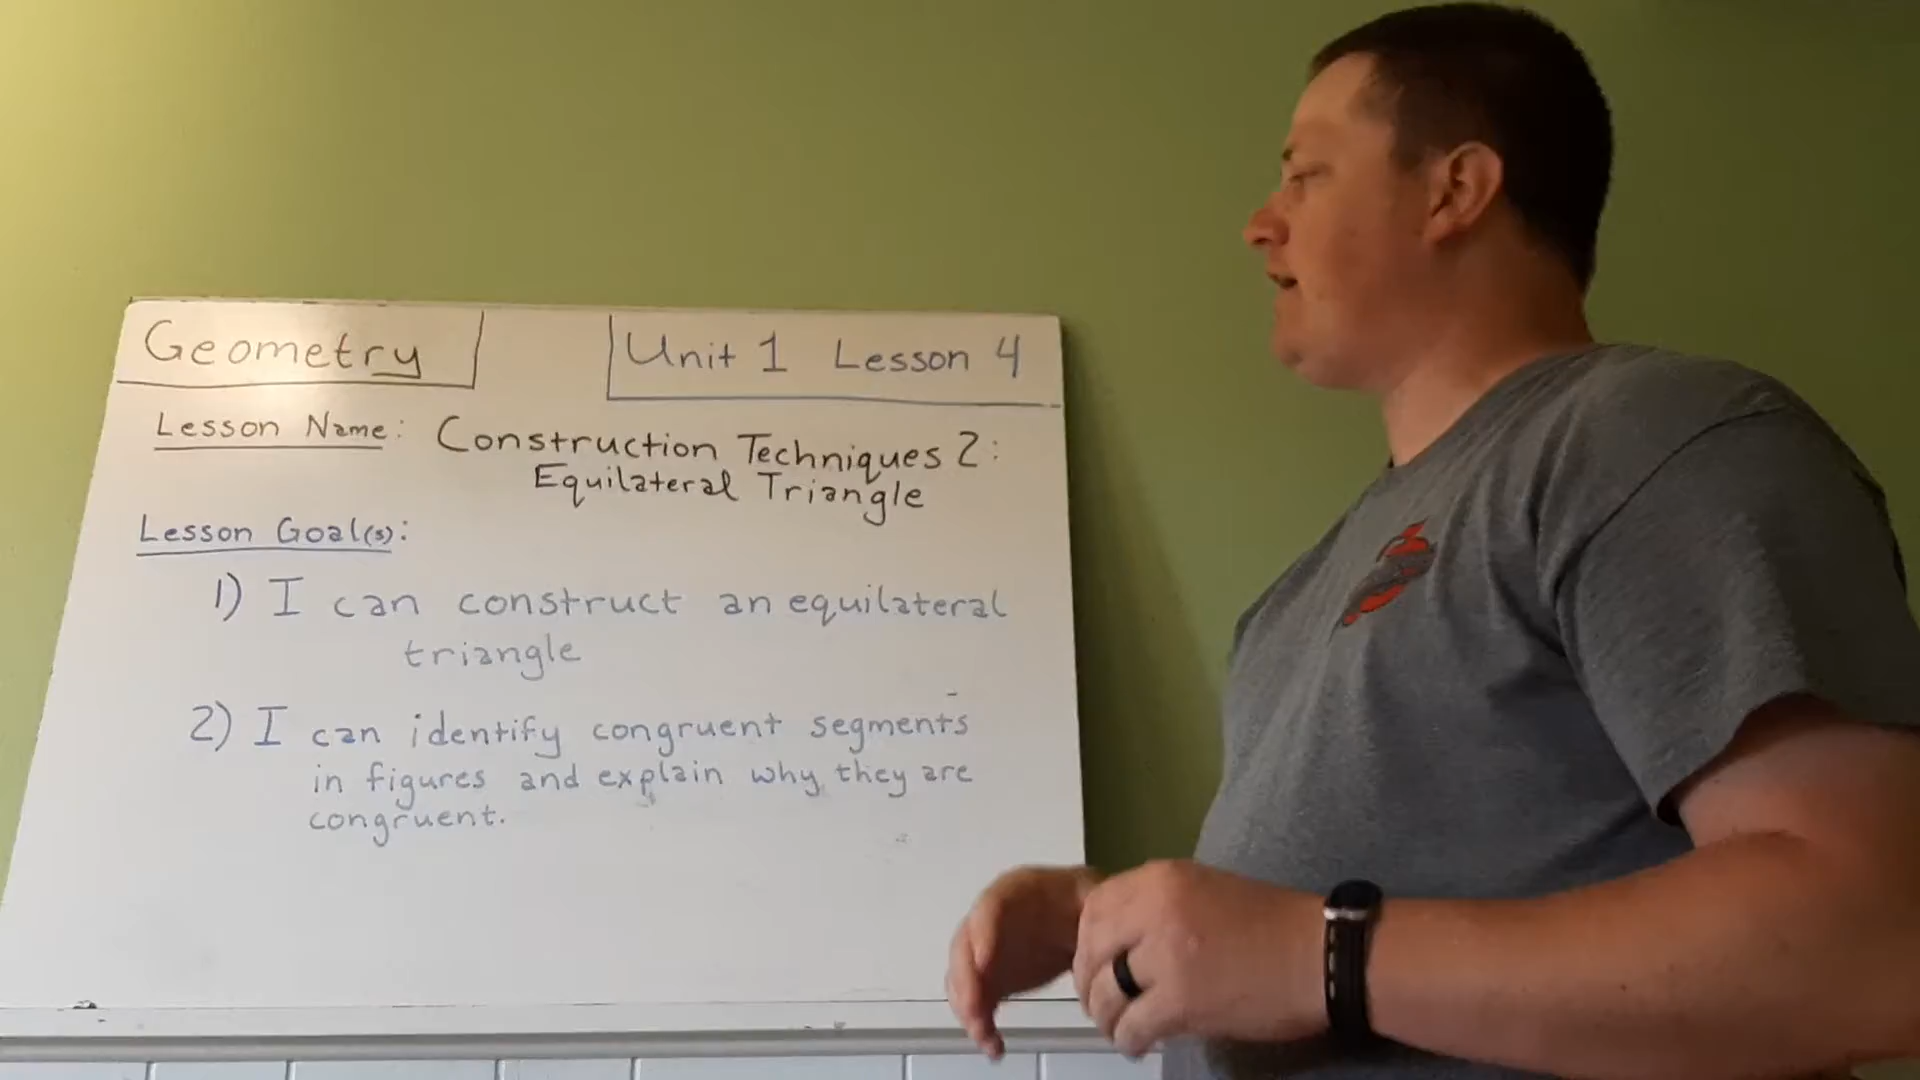 Geometry
Unit 1 Lesson 4
Lesson Name: Construction Techniques 2:
Equilateral Triangle
Lesson Goal(s):
1) I can construct an equilateral
triangle
2) I can identify congruent segments
in figures and explain why they are
congruent.